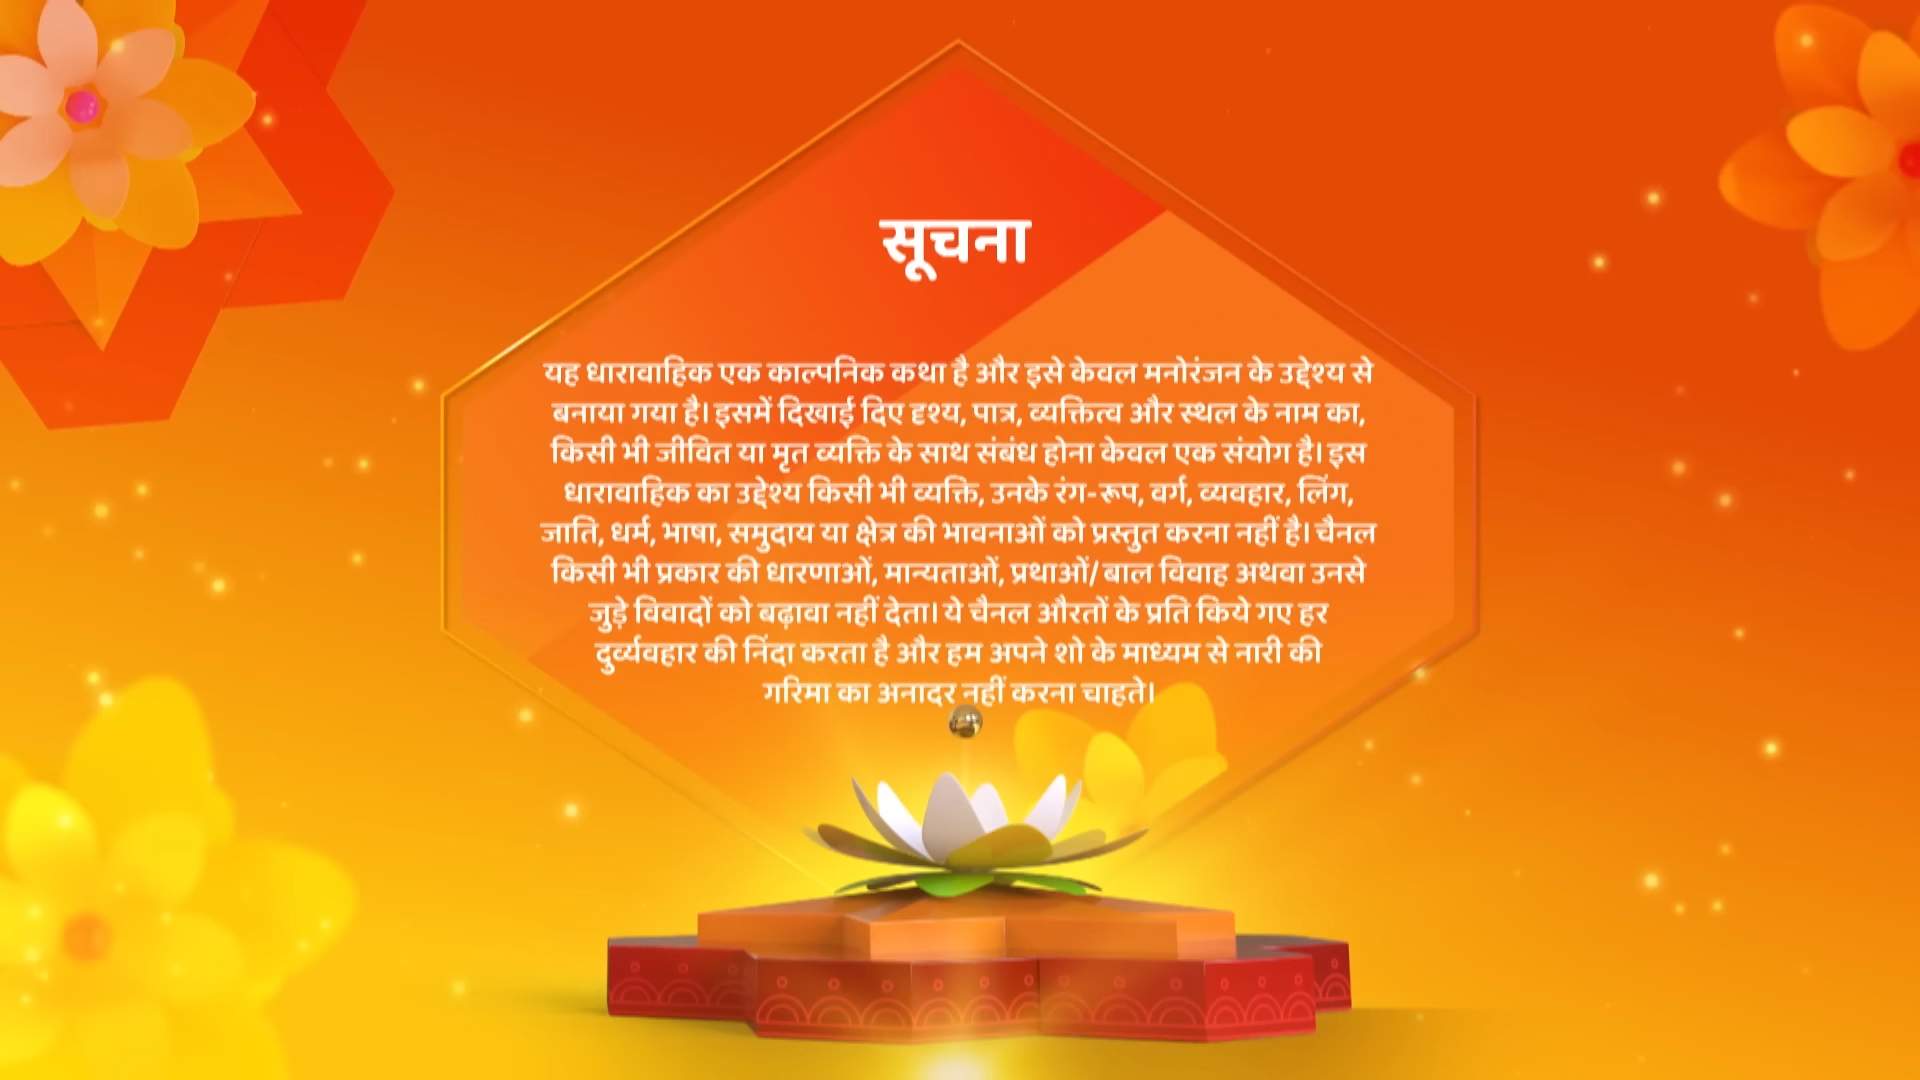 सूचना
यह धारावाहिक एक काल्पनिक कथा है और इसे केवल मनोरंजन के उद्देश्य से
बनाया गया है। इसमें दिखाई दिए दृश्य, पात्र, व्यक्तित्व और स्थल के नाम का,
किसी भी जीवित या मृत व्यक्ति के साथ संबंध होना केवल एक संयोग है। इस
धारावाहिक का उद्देश्य किसी भी व्यक्ति, उनके रंग-रूप, वर्ग, व्यवहार, लिंग,
जाति, धर्म, भाषा, समुदाय या क्षेत्र की भावनाओं को प्रस्तुत करना नहीं है। चैनल
किसी भी प्रकार की धारणाओं, मान्यताओं, प्रथाओं/ बाल विवाह अथवा उनसे
जुड़े विवादों को बढ़ावा नहीं देता। ये चैनल औरतों के प्रति किये गए हर
दुर्व्यवहार की निंदा करता है और हम अपने शो के माध्यम से नारी की
गरिमा का अनादर नहीं करना चाहते।